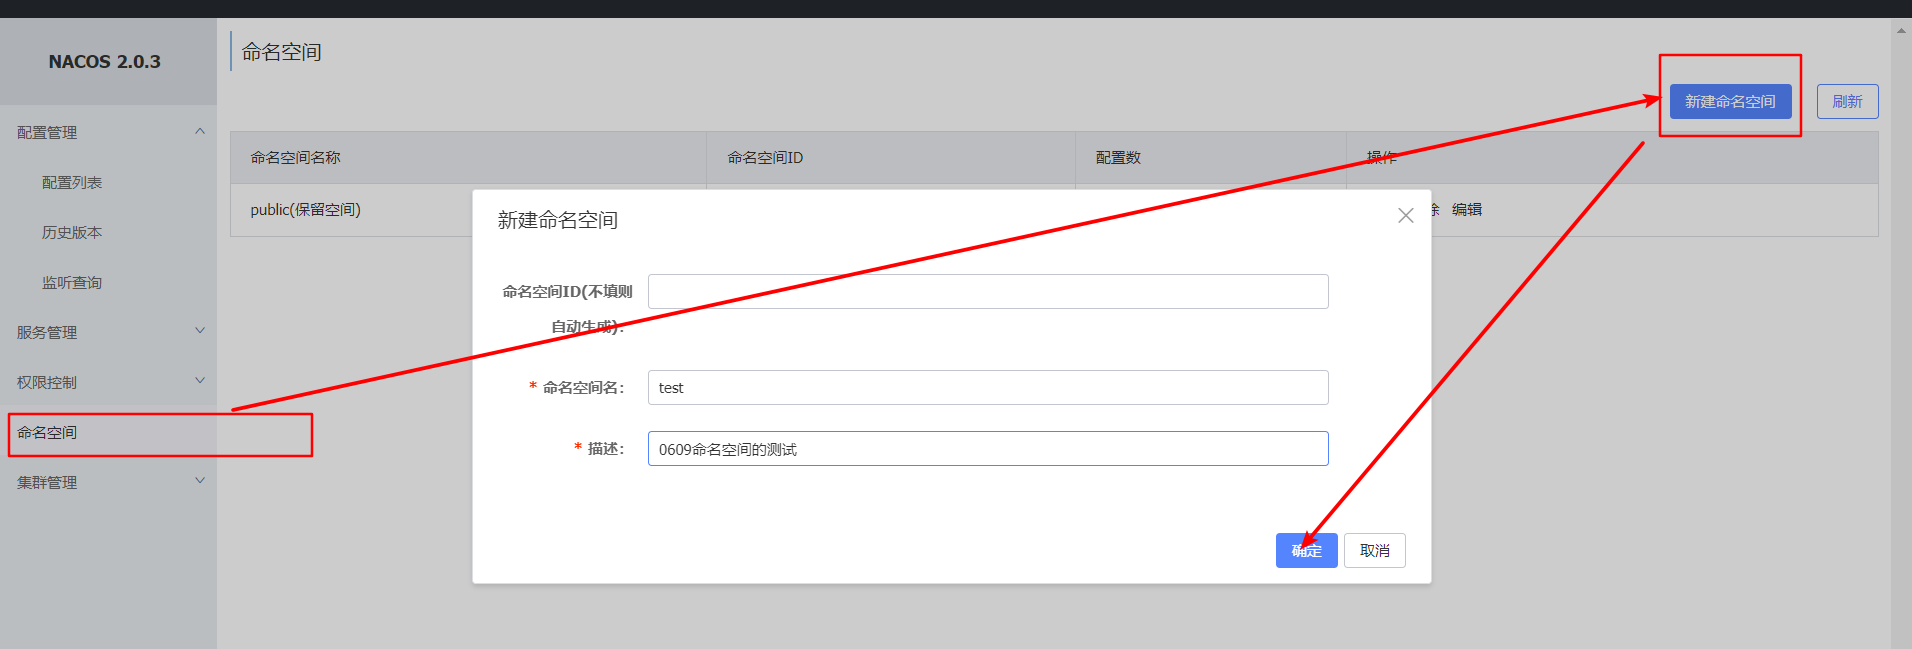 NACOS 2.0.3
配置管理
配置列表
历史版本
监听查询
服务管理
权限控制
命名空间
集群管理
命名空间
新建命名空间
刷新
命名空间名称
命名空间ID
配置数
操作
public(保留空间)
编辑
新建命名空间
命名空间ID(不填则
自动生成):
* 命名空间名:
test
* 描述:
0609命名空间的测试
确定
取消